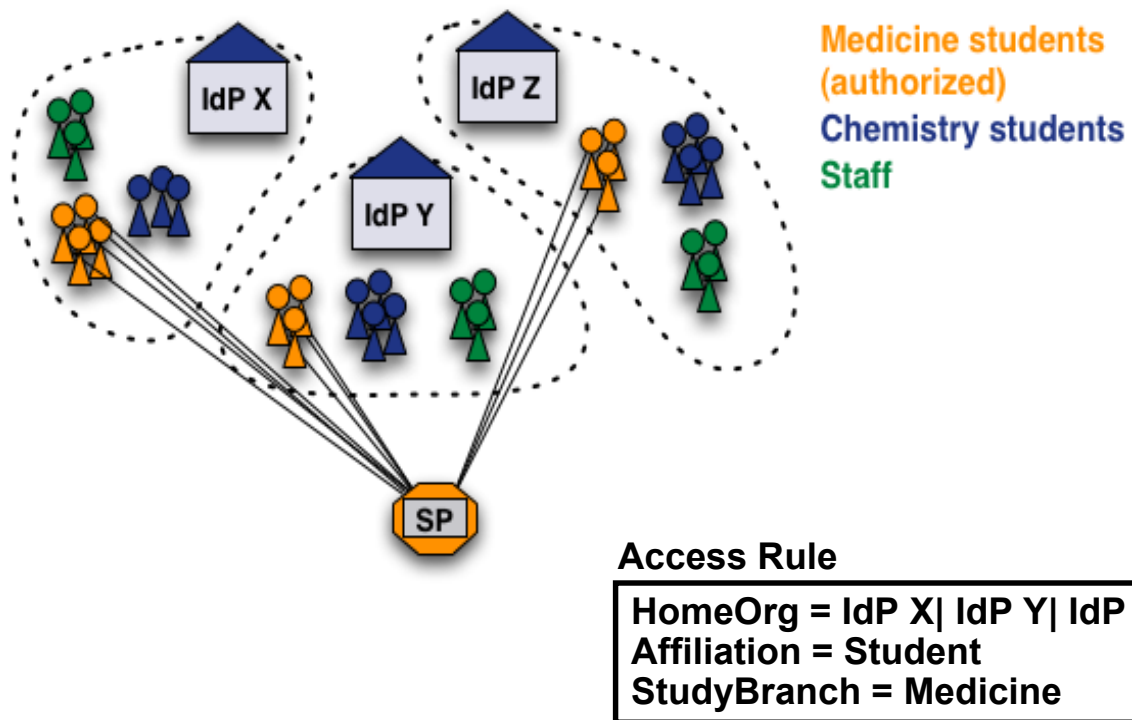 IdP X
IdP Z
IdP Y
Medicine students
(authorized)
Chemistry students
Staff
SP
Access Rule
HomeOrg = IdP X| IdP Y| IdP
Affiliation = Student
StudyBranch = Medicine